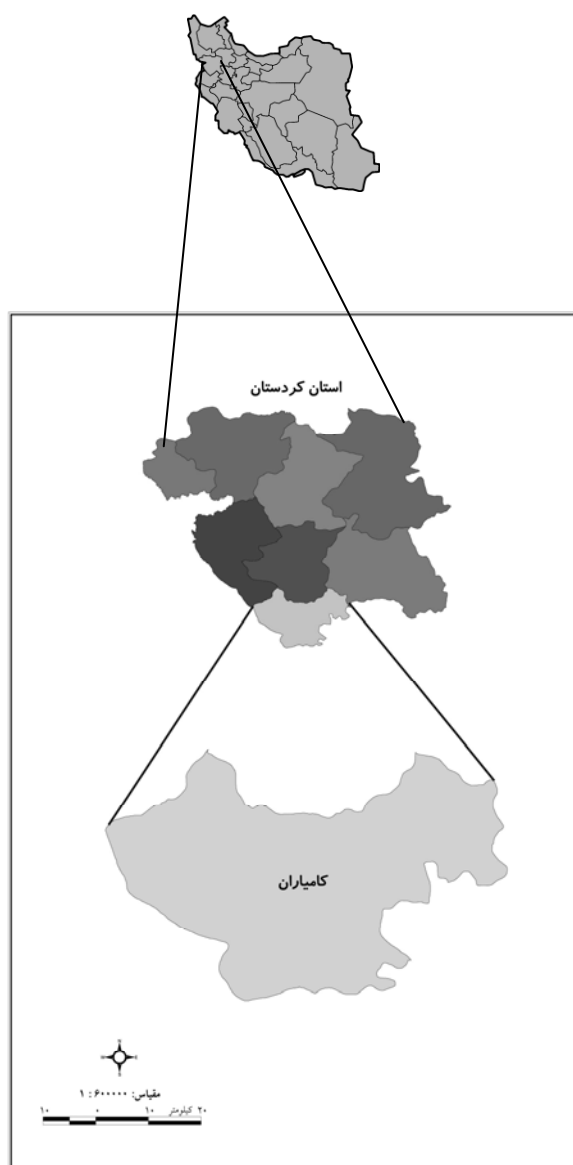 استان کردستان
کامیاران
مقیاس: ۶۰۰۰۰۰ : ۱
۱۰ ۰ ۱۰ کیلومتر ۲۰